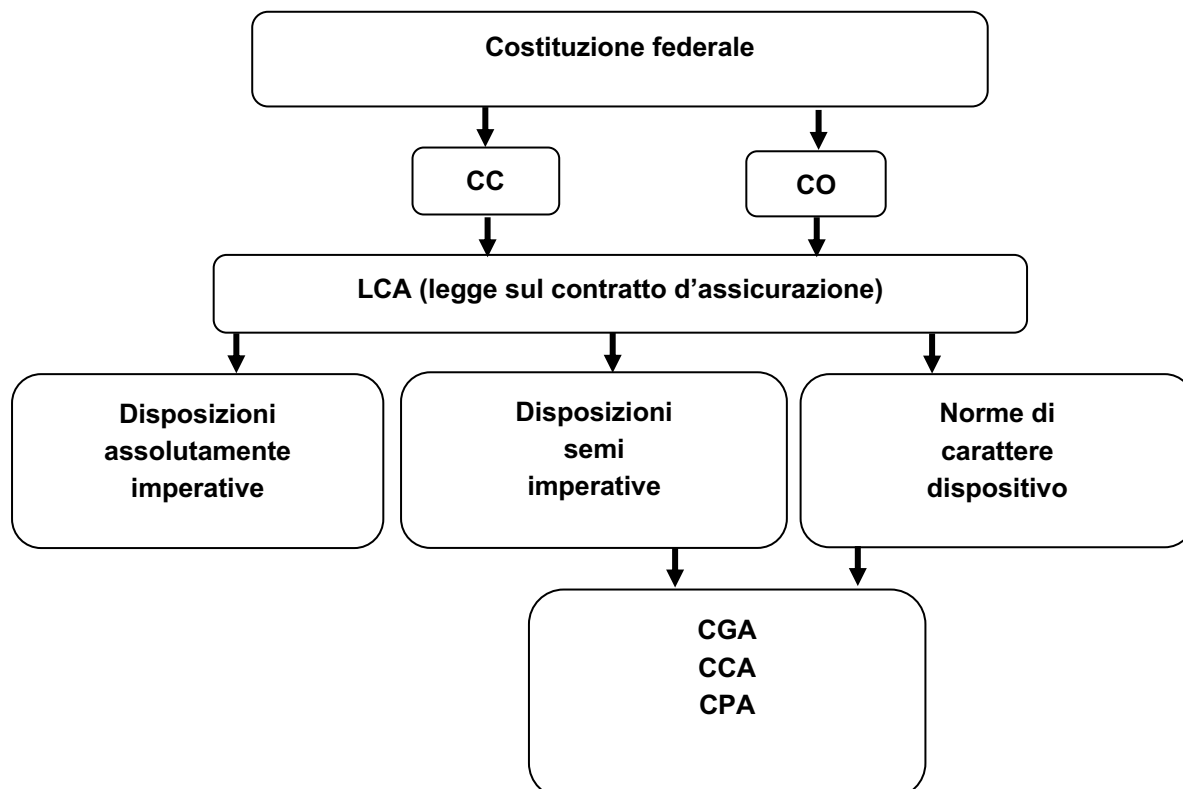 Costituzione federale
CC
CO
LCA (legge sul contratto d’assicurazione)
Disposizioni
assolutamente
imperative
Disposizioni
semi
imperative
Norme di
carattere
dispositivo
CGA
CCA
CPA